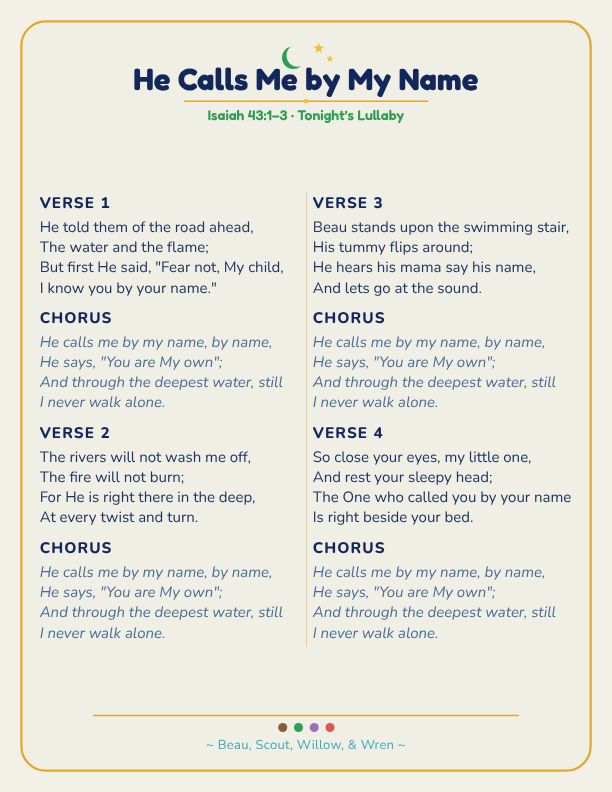 He Calls Me by My Name
Isaiah 43:1–3 · Tonight's Lullaby
VERSE 1
He told them of the road ahead,
The water and the flame;
But first He said, "Fear not, My child,
I know you by your name."
CHORUS
He calls me by my name, by name,
He says, "You are My own";
And through the deepest water, still
I never walk alone.
VERSE 2
The rivers will not wash me off,
The fire will not burn;
For He is right there in the deep,
At every twist and turn.
CHORUS
He calls me by my name, by name,
He says, "You are My own";
And through the deepest water, still
I never walk alone.
VERSE 3
Beau stands upon the swimming stair,
His tummy flips around;
He hears his mama say his name,
And lets go at the sound.
CHORUS
He calls me by my name, by name,
He says, "You are My own";
And through the deepest water, still
I never walk alone.
VERSE 4
So close your eyes, my little one,
And rest your sleepy head;
The One who called you by your name
Is right beside your bed.
CHORUS
He calls me by my name, by name,
He says, "You are My own";
And through the deepest water, still
I never walk alone.
~ Beau, Scout, Willow, & Wren ~